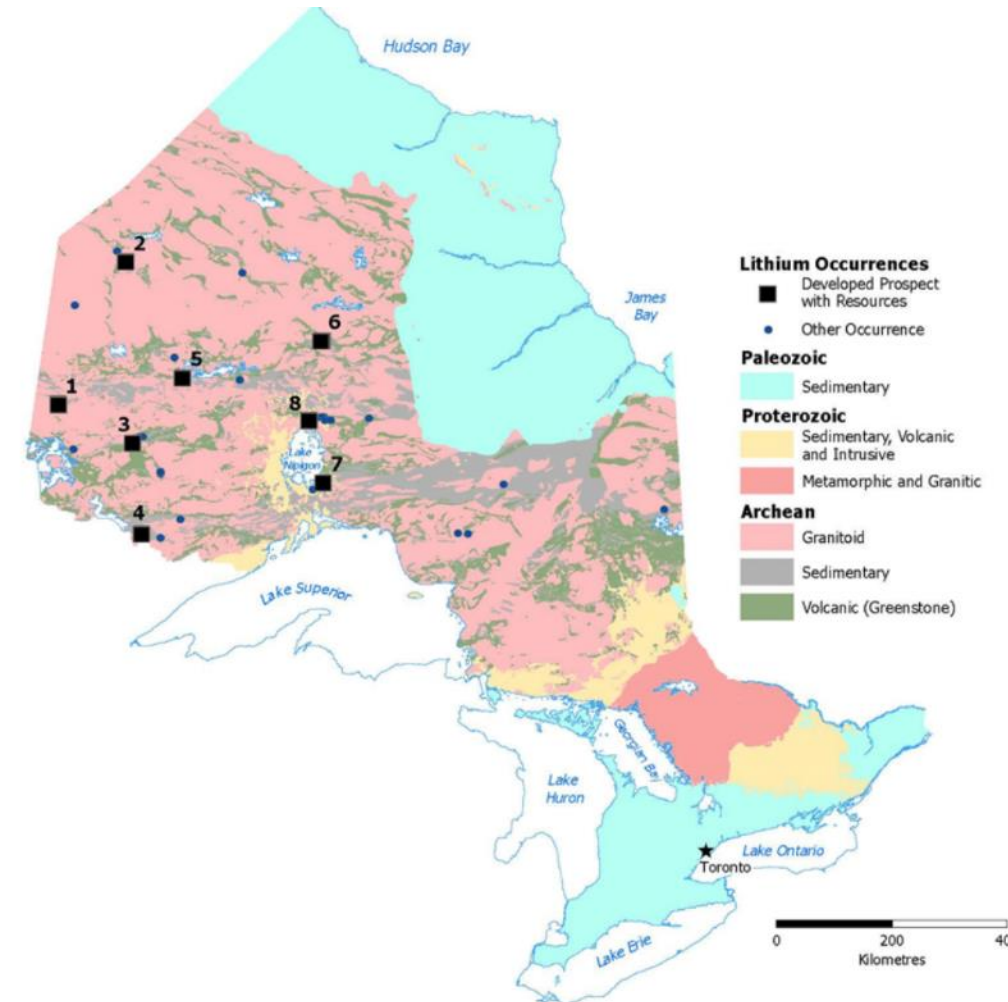 Hudson Bay
James
Bay
2
6
5
1
8
3
Lake
Nipigon
7
4
Lake Superior
Georgian Bay
Lake
Huron
Toronto
Lake Ontario
Lake Erie
Lithium Occurrences
Developed Prospect
with Resources
Other Occurrence
Paleozoic
Sedimentary
Proterozoic
Sedimentary, Volcanic
and Intrusive
Metamorphic and Granitic
Archean
Granitoid
Sedimentary
Volcanic (Greenstone)
0
200
Kilometres